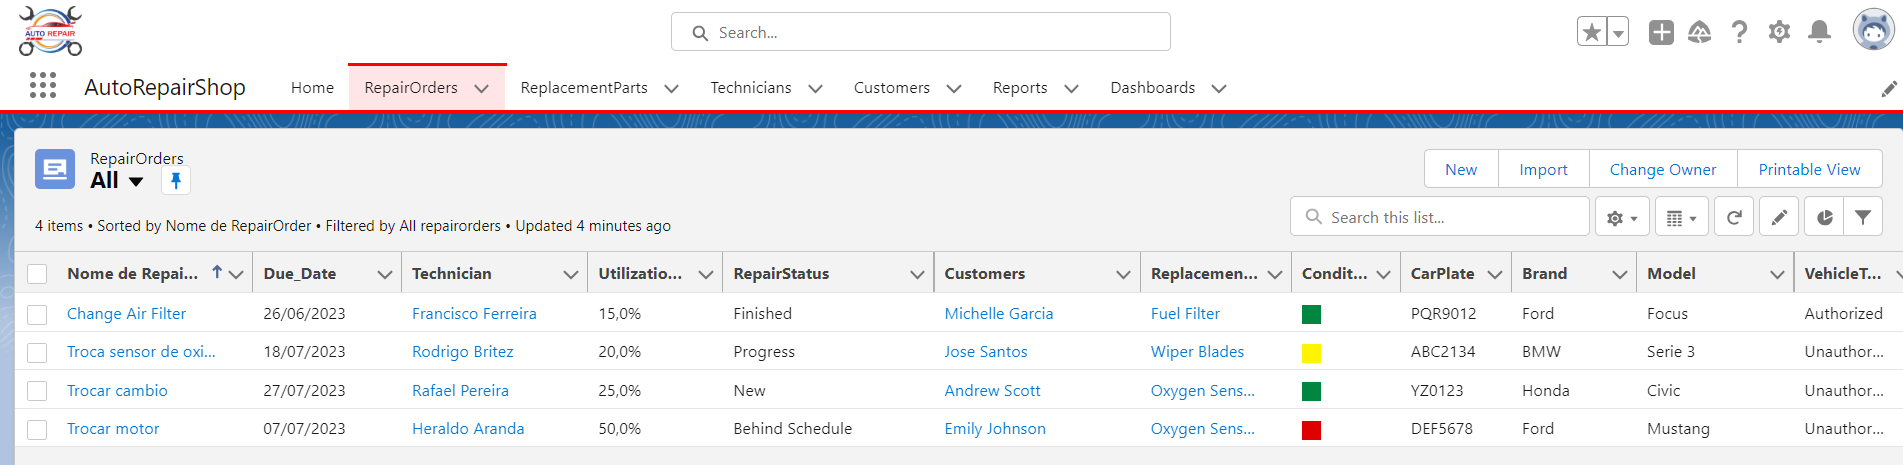 AUTO REPAIR
Search...
AutoRepairShop Home RepairOrders ReplacementParts Technicians Customers Reports Dashboards
RepairOrders
All
New Import Change Owner Printable View
4 items • Sorted by Nome de RepairOrder • Filtered by All repairorders • Updated 4 minutes ago
Search this list...
Nome de Repai... Due_Date Technician Utilizatio... RepairStatus Customers Replacemen... Condit... CarPlate Brand Model VehicleT...
Change Air Filter 26/06/2023 Francisco Ferreira 15,0% Finished Michelle Garcia Fuel Filter PQR9012 Ford Focus Authorized
Troca sensor de oxi... 18/07/2023 Rodrigo Britez 20,0% Progress Jose Santos Wiper Blades ABC2134 BMW Serie 3 Unauthor...
Trocar cambio 27/07/2023 Rafael Pereira 25,0% New Andrew Scott Oxygen Sens... YZ0123 Honda Civic Unauthor...
Trocar motor 07/07/2023 Heraldo Aranda 50,0% Behind Schedule Emily Johnson Oxygen Sens... DEF5678 Ford Mustang Unauthor...